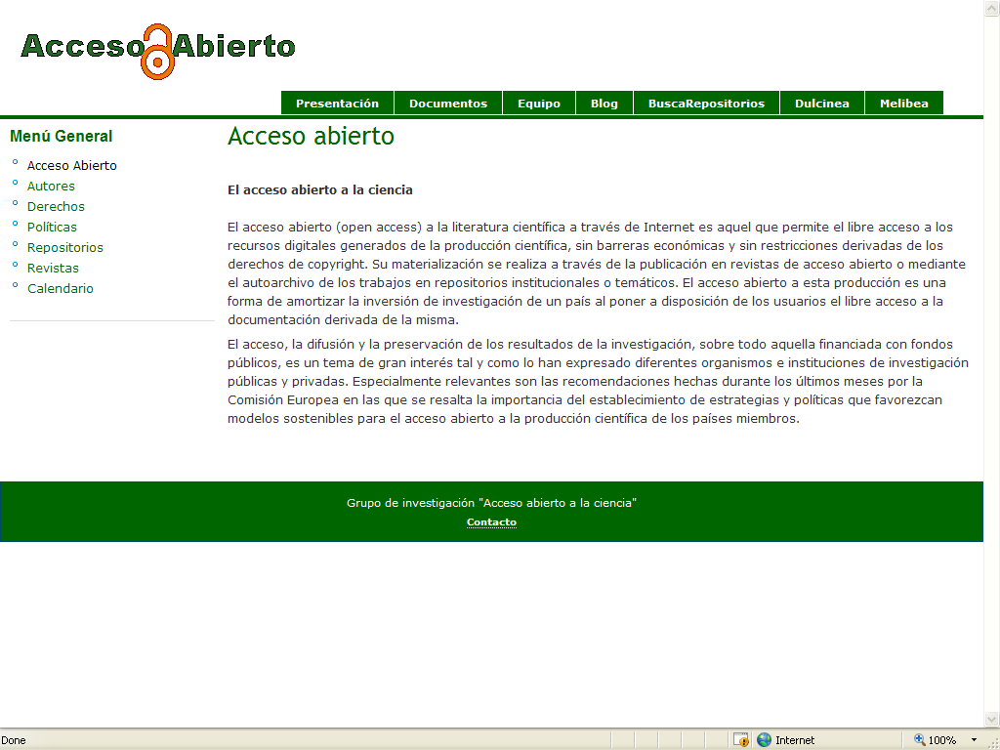 Acceso Abierto
Presentación Documentos Equipo Blog BuscaRepositorios Dulcinea Melibea
Menú General
Acceso Abierto
Autores
Derechos
Políticas
Repositorios
Revistas
Calendario
Acceso abierto
El acceso abierto a la ciencia
El acceso abierto (open access) a la literatura científica a través de Internet es aquel que permite el libre acceso a los
recursos digitales generados de la producción científica, sin barreras económicas y sin restricciones derivadas de los
derechos de copyright. Su materialización se realiza a través de la publicación en revistas de acceso abierto o mediante
el autoarchivo de los trabajos en repositorios institucionales o temáticos. El acceso abierto a esta producción es una
forma de amortizar la inversión de investigación de un país al poner a disposición de los usuarios el libre acceso a la
documentación derivada de la misma.
El acceso, la difusión y la preservación de los resultados de la investigación, sobre todo aquella financiada con fondos
públicos, es un tema de gran interés tal y como lo han expresado diferentes organismos e instituciones de investigación
públicas y privadas. Especialmente relevantes son las recomendaciones hechas durante los últimos meses por la
Comisión Europea en las que se resalta la importancia del establecimiento de estrategias y políticas que favorezcan
modelos sostenibles para el acceso abierto a la producción científica de los países miembros.
Grupo de investigación "Acceso abierto a la ciencia"
Contacto
Done Internet 100%